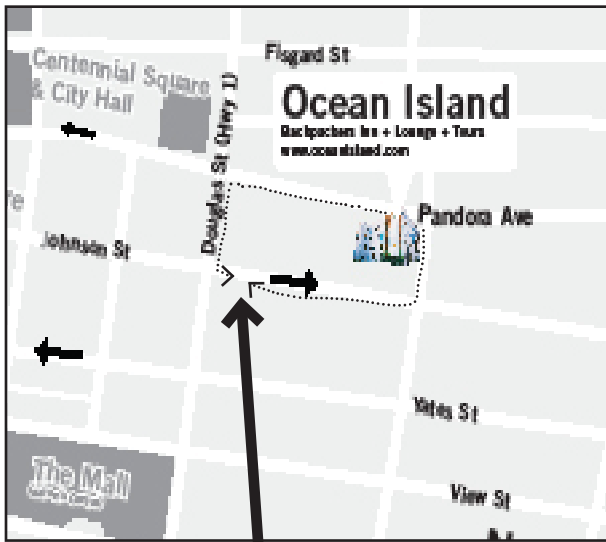 Fisgard St
Centennial Square
& City Hall
Ocean Island
Backpackers Inn + Lounge + Tours
www.oceanisland.com
Douglas St (Hwy 1)
Pandora Ave
Johnson St
Yates St
The Mall
View St